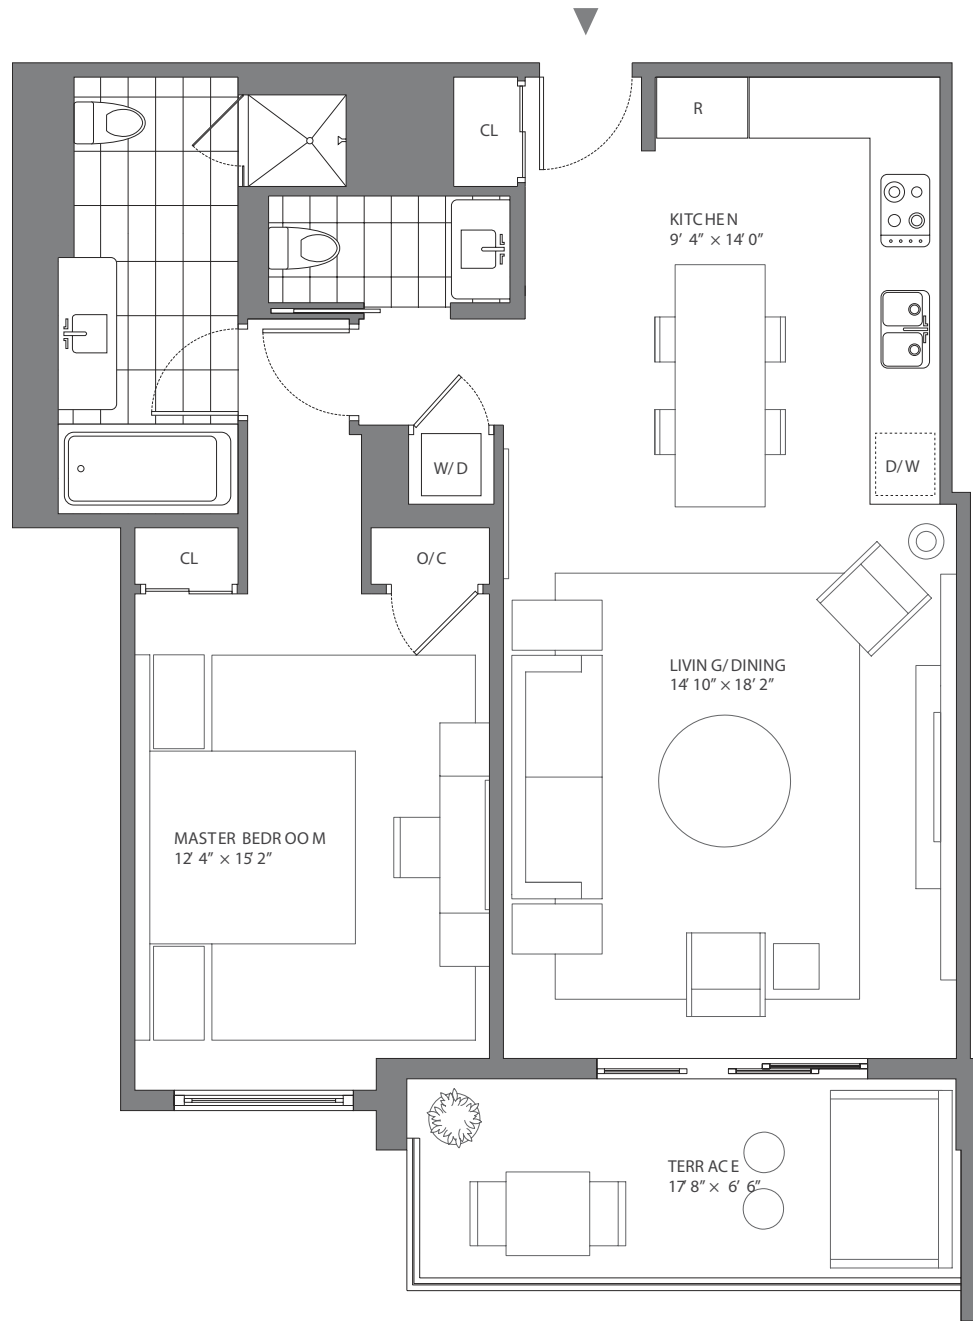 R
CL
KITCHEN
9' 4" × 14' 0"
W/D
D/W
CL
O/C
LIVING/DINING
14' 10" × 18' 2"
MASTER BEDROOM
12' 4" × 15' 2"
TERRACE
17' 8" × 6' 6"